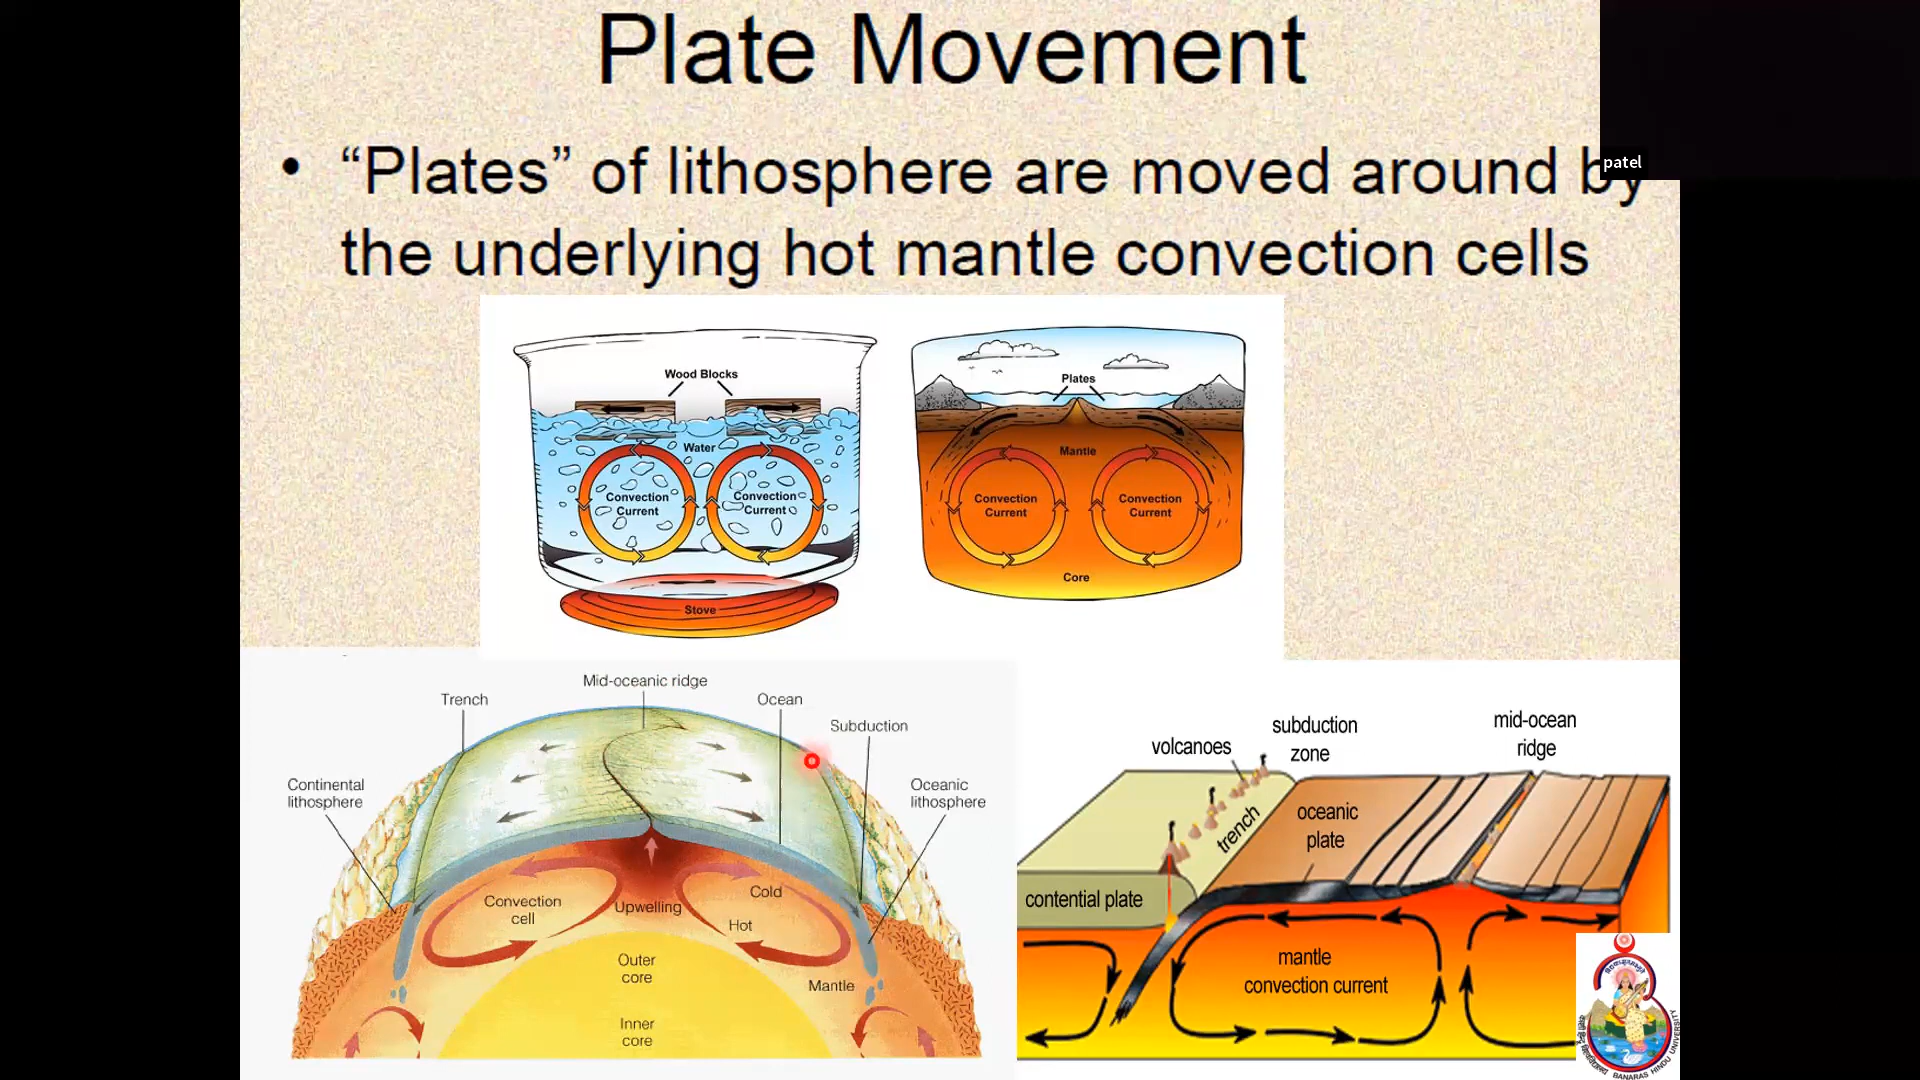 Plate Movement
patel
• “Plates” of lithosphere are moved around by
the underlying hot mantle convection cells
Wood Blocks
Water
Convection
Current
Convection
Current
Stove
Plates
Mantle
Convection
Current
Convection
Current
Core
Mid-oceanic ridge
Trench
Ocean
Subduction
Continental
lithosphere
Oceanic
lithosphere
Convection
cell
Upwelling
Cold
Hot
Outer
core
Mantle
Inner
core
volcanoes
subduction
zone
mid-ocean
ridge
trench
oceanic
plate
contential plate
mantle
convection current
BANARAS HINDU UNIVERSITY